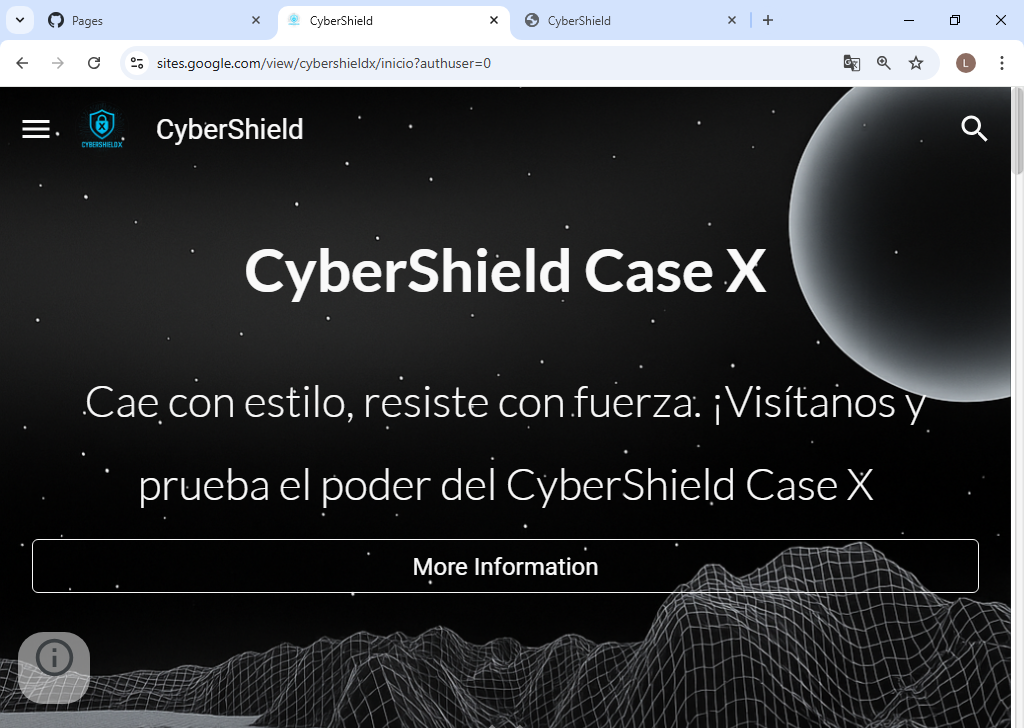 Pages
CyberShield
CyberShield
sites.google.com/view/cybershieldx/inicio?authuser=0
L
CYBERSHIELDX
CyberShield
CyberShield Case X
Cae con estilo, resiste con fuerza. ¡Visítanos y
prueba el poder del CyberShield Case X
More Information